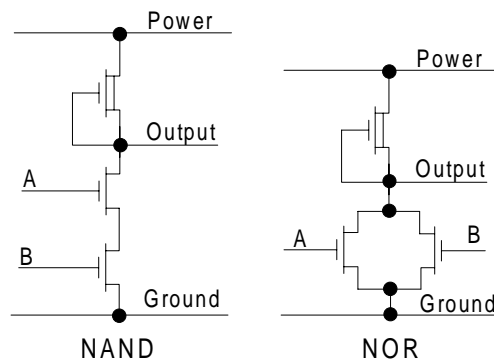 Power
Output
A
B
Ground
NAND
Power
Output
A
B
Ground
NOR